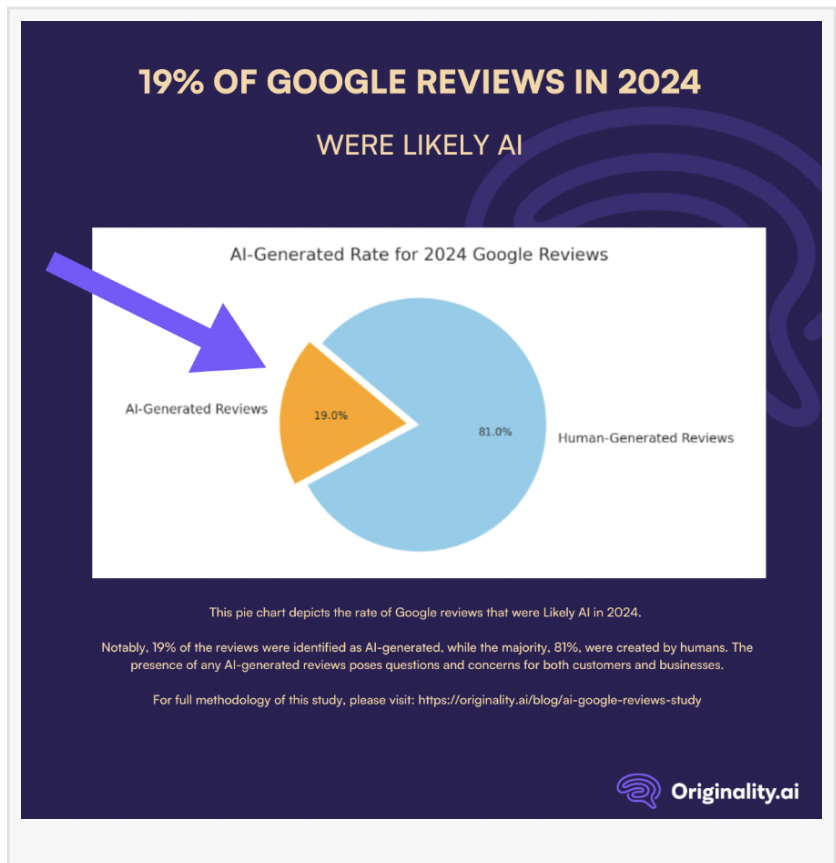 19% OF GOOGLE REVIEWS IN 2024
WERE LIKELY AI
AI-Generated Rate for 2024 Google Reviews
AI-Generated Reviews
19.0%
81.0%
Human-Generated Reviews
This pie chart depicts the rate of Google reviews that were Likely AI in 2024.
Notably, 19% of the reviews were identified as AI-generated, while the majority, 81%, were created by humans. The
presence of any AI-generated reviews poses questions and concerns for both customers and businesses.
For full methodology of this study, please visit: https://originality.ai/blog/ai-google-reviews-study
Originality.ai